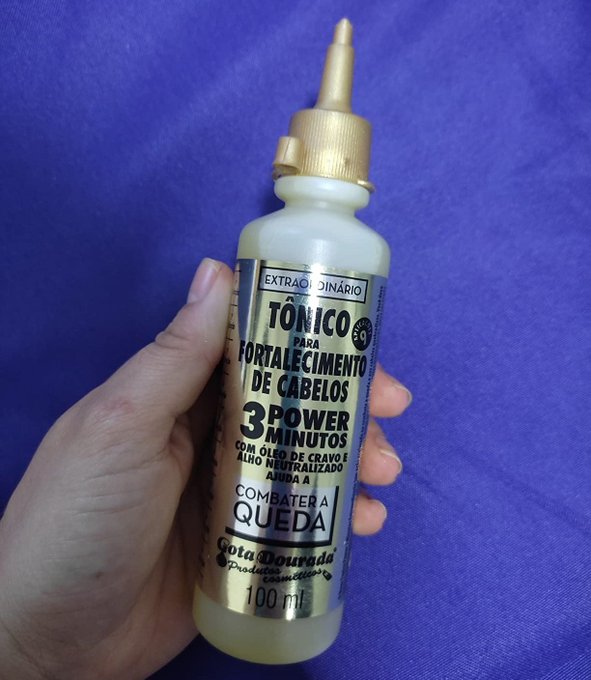 EXTRAORDINÁRIO
TÔNICO
PARA
FORTALECIMENTO
DE CABELOS
3 POWER
MINUTOS
COM ÓLEO DE CRAVO E
ALHO NEUTRALIZADO
AJUDA A
COMBATER A
QUEDA
Gota Dourada®
Produtos
cosméticos
100 ml